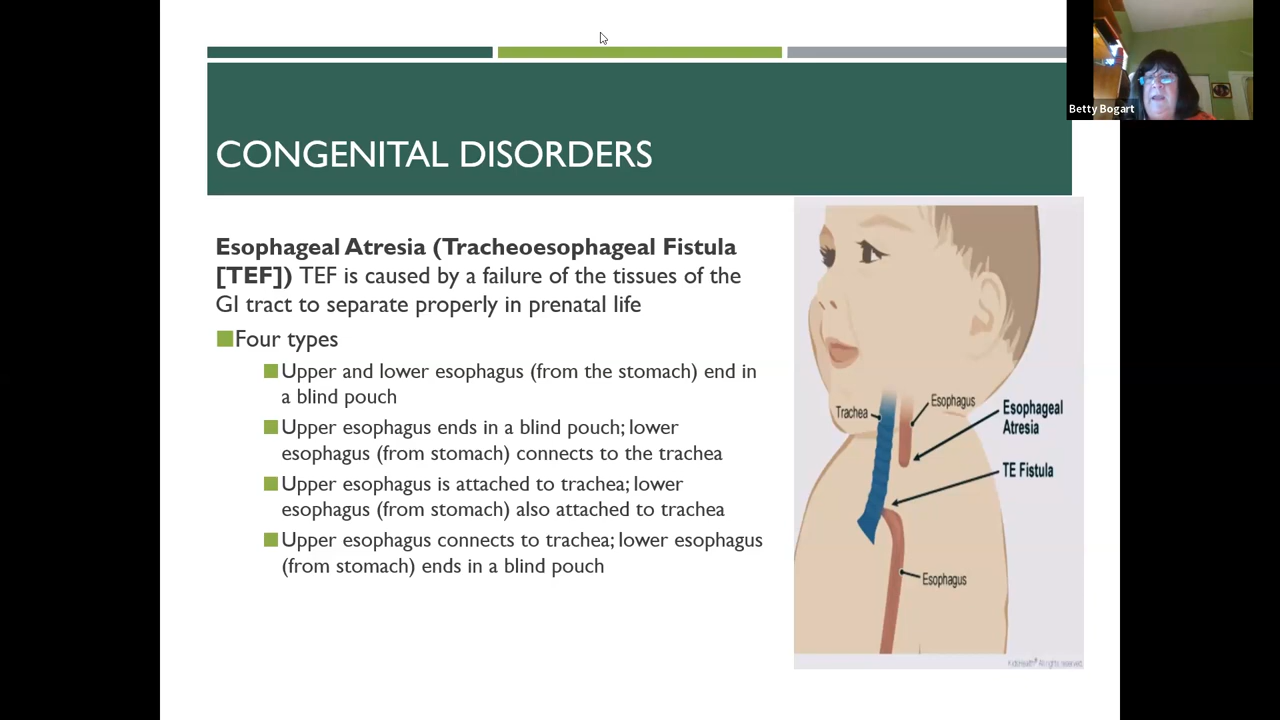 Betty Bogart
CONGENITAL DISORDERS
Esophageal Atresia (Tracheoesophageal Fistula
[TEF]) TEF is caused by a failure of the tissues of the
GI tract to separate properly in prenatal life
Four types
Upper and lower esophagus (from the stomach) end in
a blind pouch
Upper esophagus ends in a blind pouch; lower
esophagus (from stomach) connects to the trachea
Upper esophagus is attached to trachea; lower
esophagus (from stomach) also attached to trachea
Upper esophagus connects to trachea; lower esophagus
(from stomach) ends in a blind pouch
Trachea
Esophagus
Esophageal
Atresia
TE Fistula
Esophagus
KidsHealth® All rights reserved.